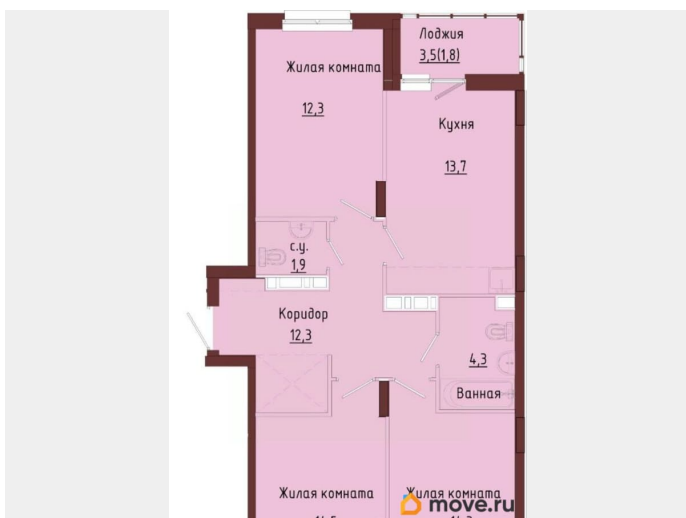 Лоджия
3,5(1,8)
Жилая комната
12,3
Кухня
13,7
с.у.
1,9
Коридор
12,3
4,3
Ванная
Жилая комната
Жилая комната
move.ru